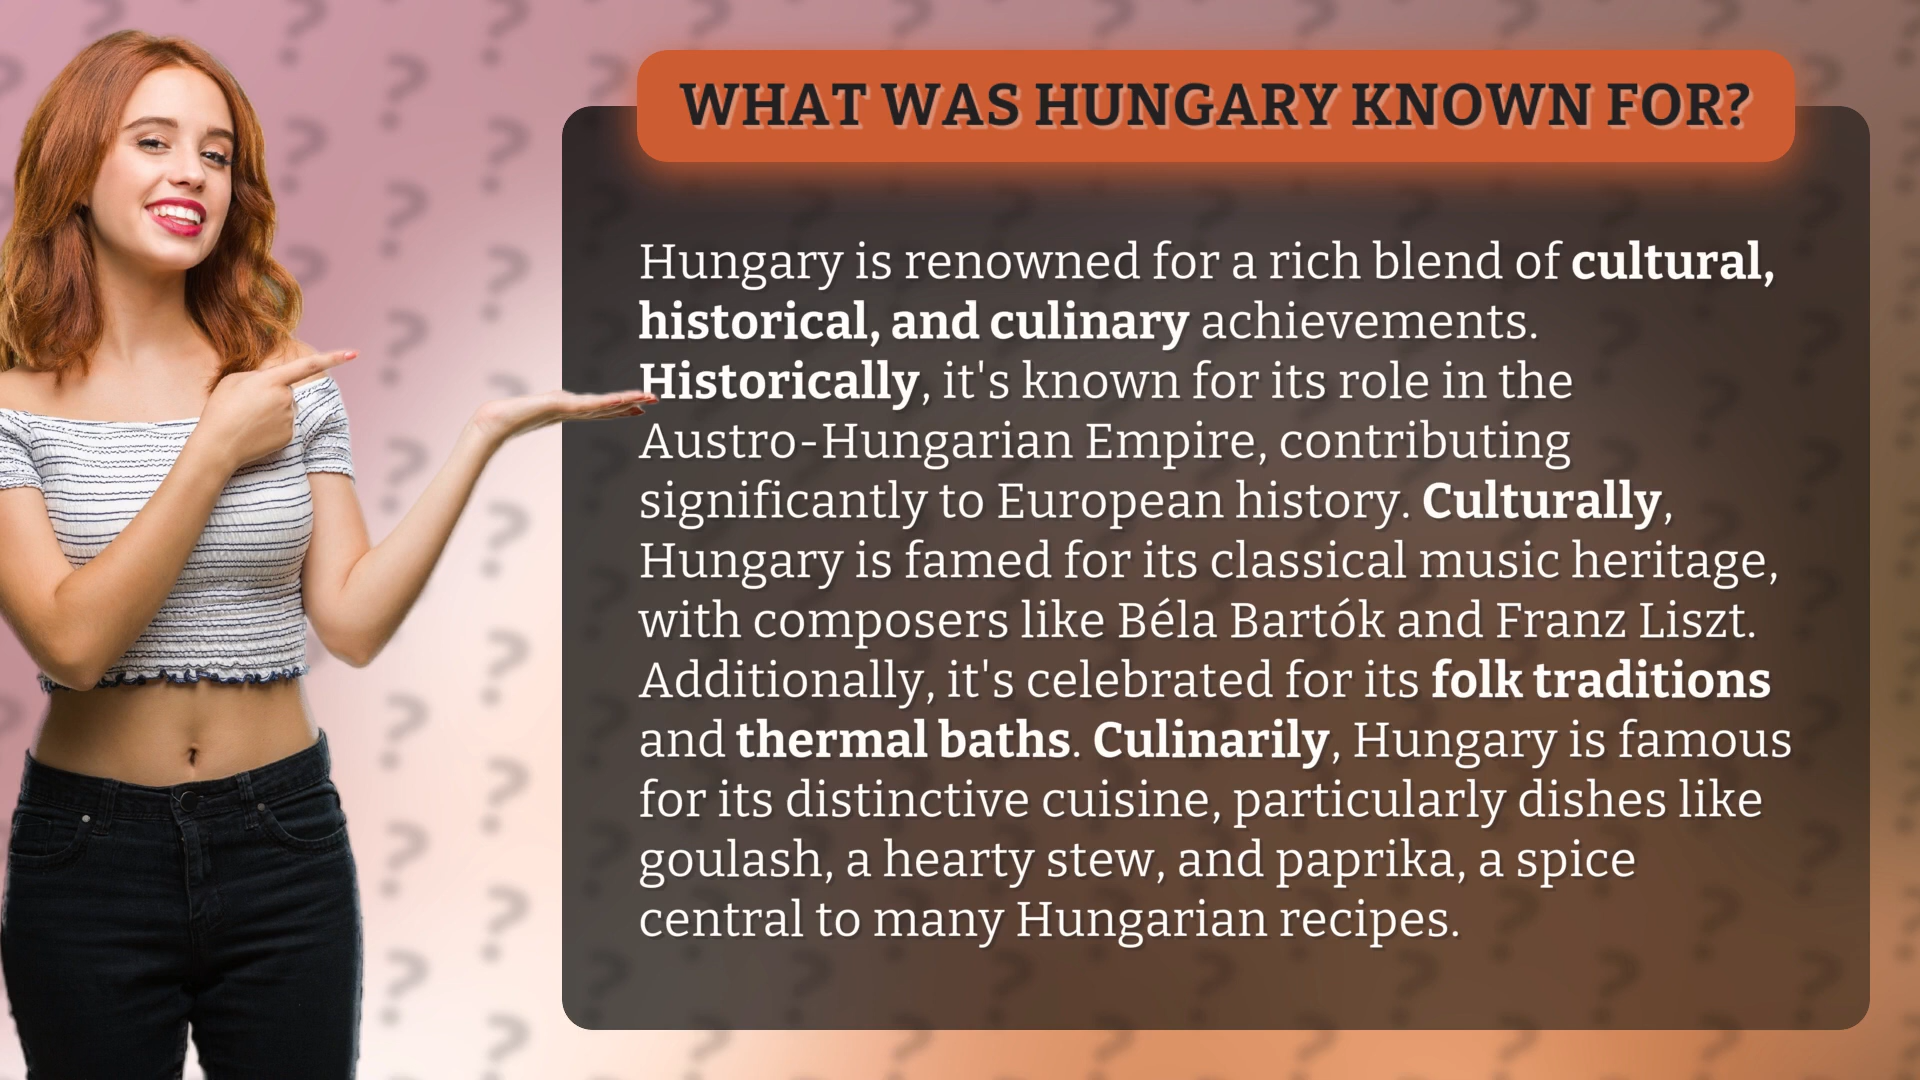 WHAT WAS HUNGARY KNOWN FOR?
Hungary is renowned for a rich blend of cultural,
historical, and culinary achievements.
Historically, it's known for its role in the
Austro-Hungarian Empire, contributing
significantly to European history. Culturally,
Hungary is famed for its classical music heritage,
with composers like Béla Bartók and Franz Liszt.
Additionally, it's celebrated for its folk traditions
and thermal baths. Culinarily, Hungary is famous
for its distinctive cuisine, particularly dishes like
goulash, a hearty stew, and paprika, a spice
central to many Hungarian recipes.